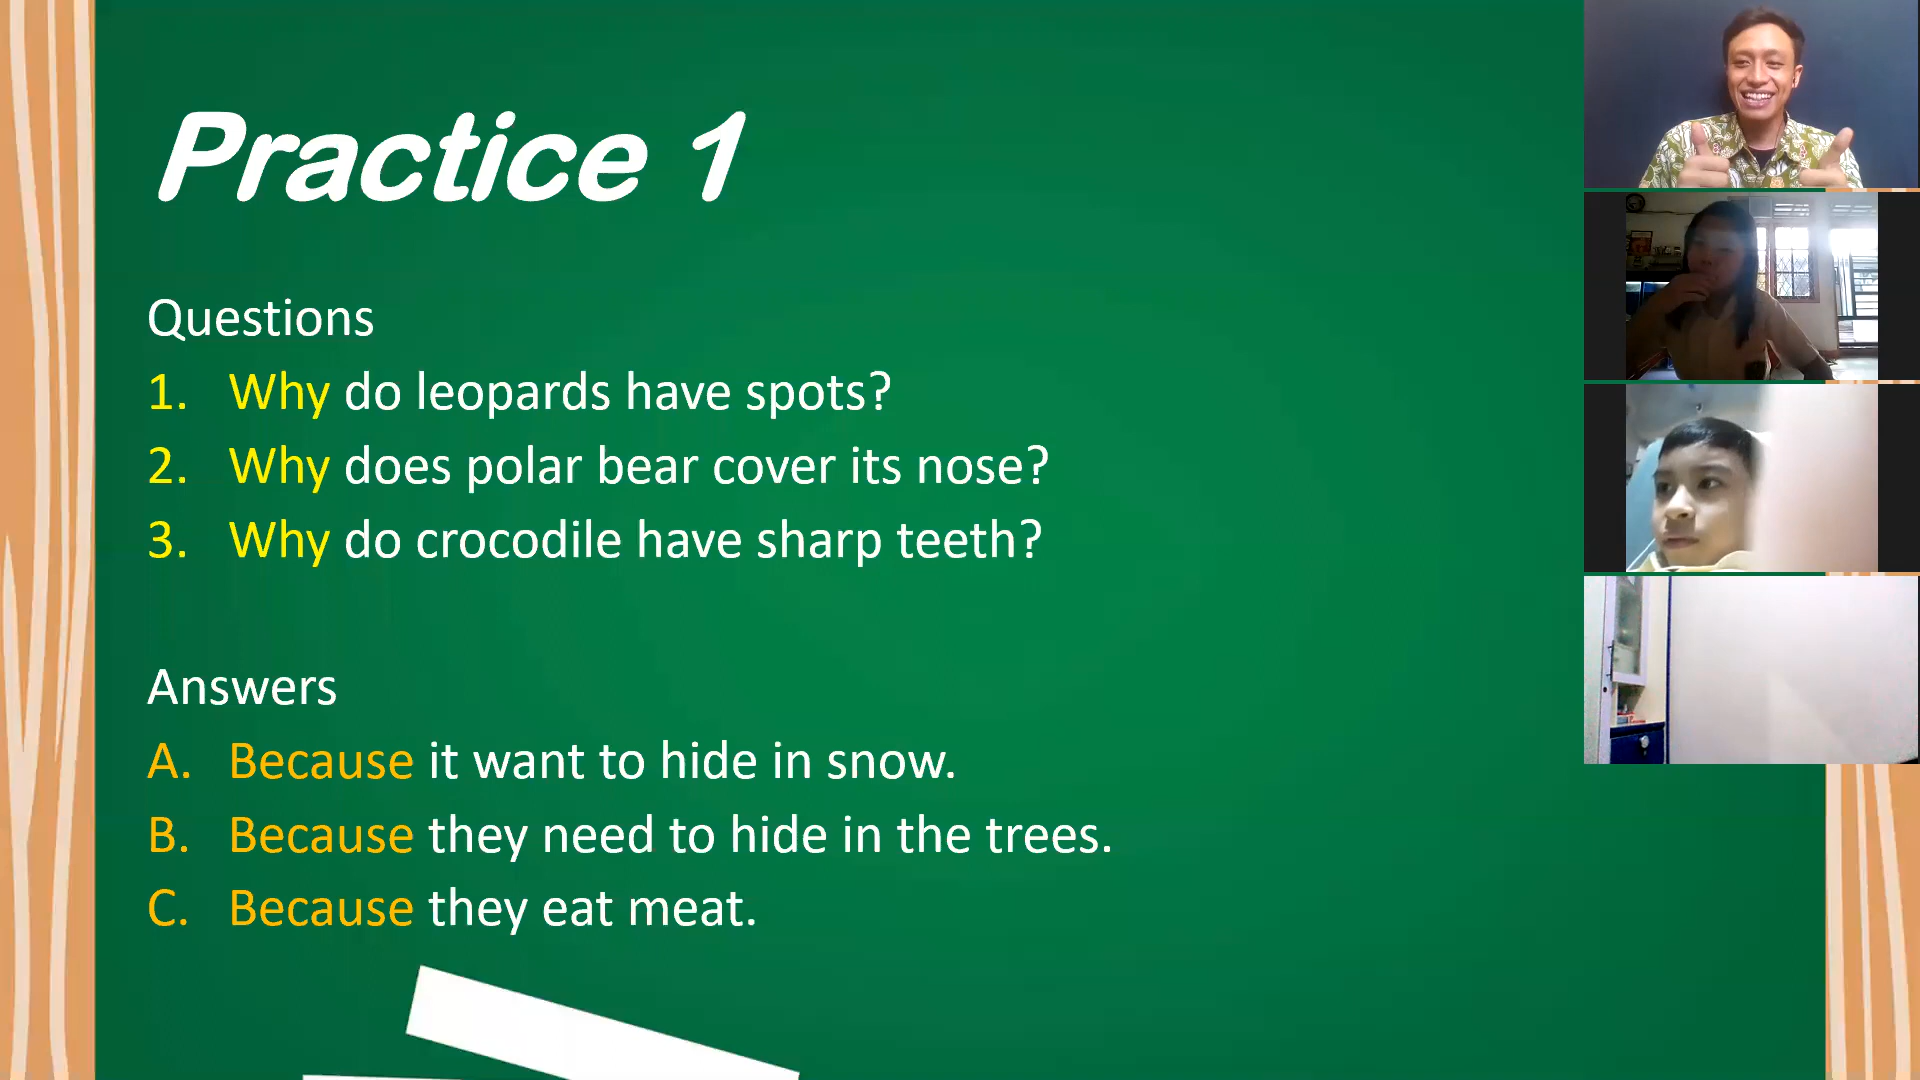 Practice 1
Questions
1. Why do leopards have spots?
2. Why does polar bear cover its nose?
3. Why do crocodile have sharp teeth?
Answers
A. Because it want to hide in snow.
B. Because they need to hide in the trees.
C. Because they eat meat.